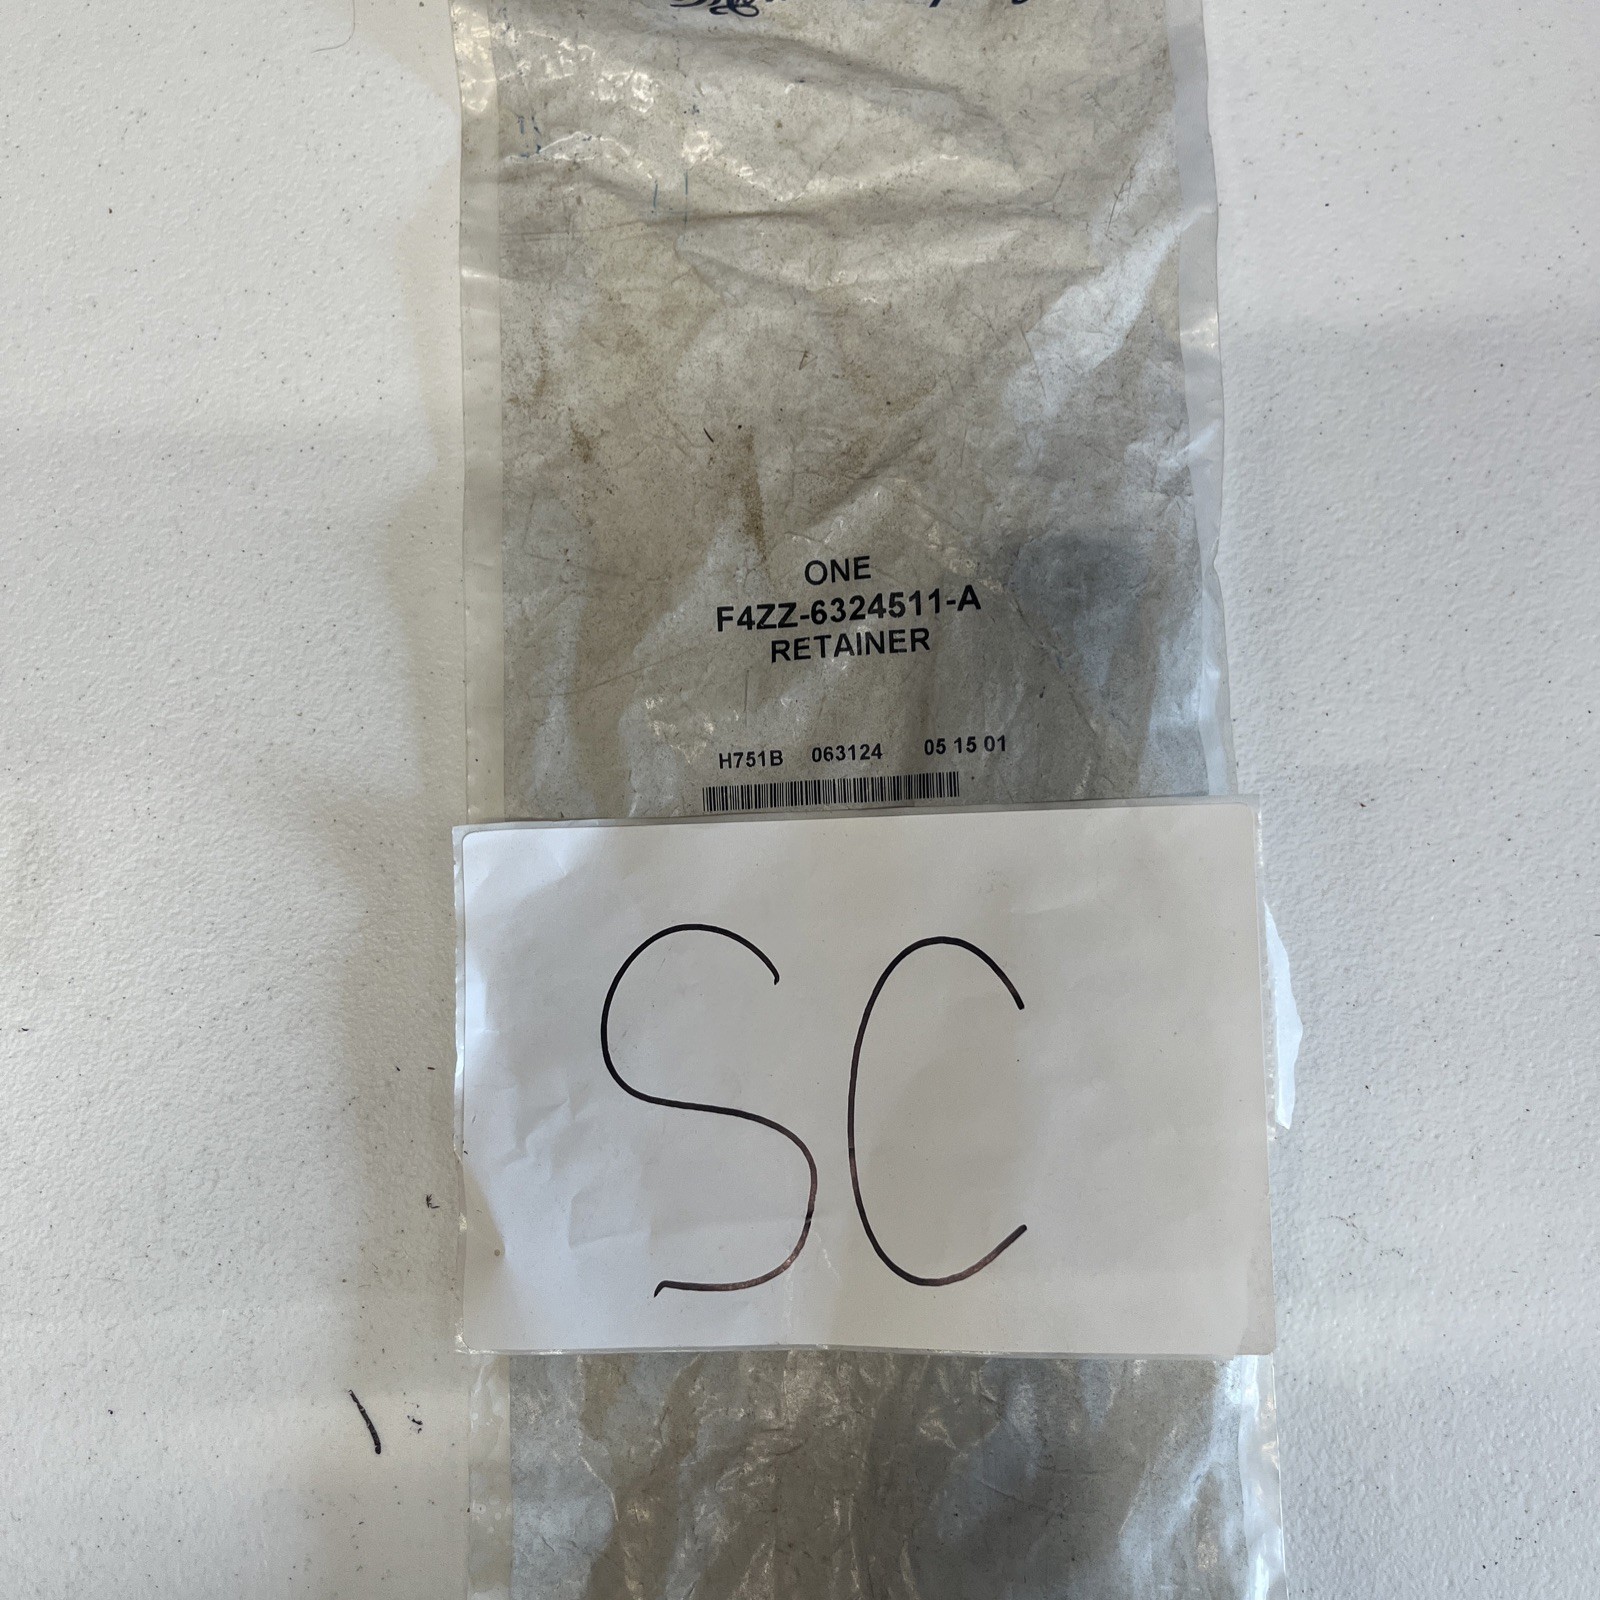 ONE
F4ZZ-6324511-A
RETAINER
H751B 063124 05 15 01
SC